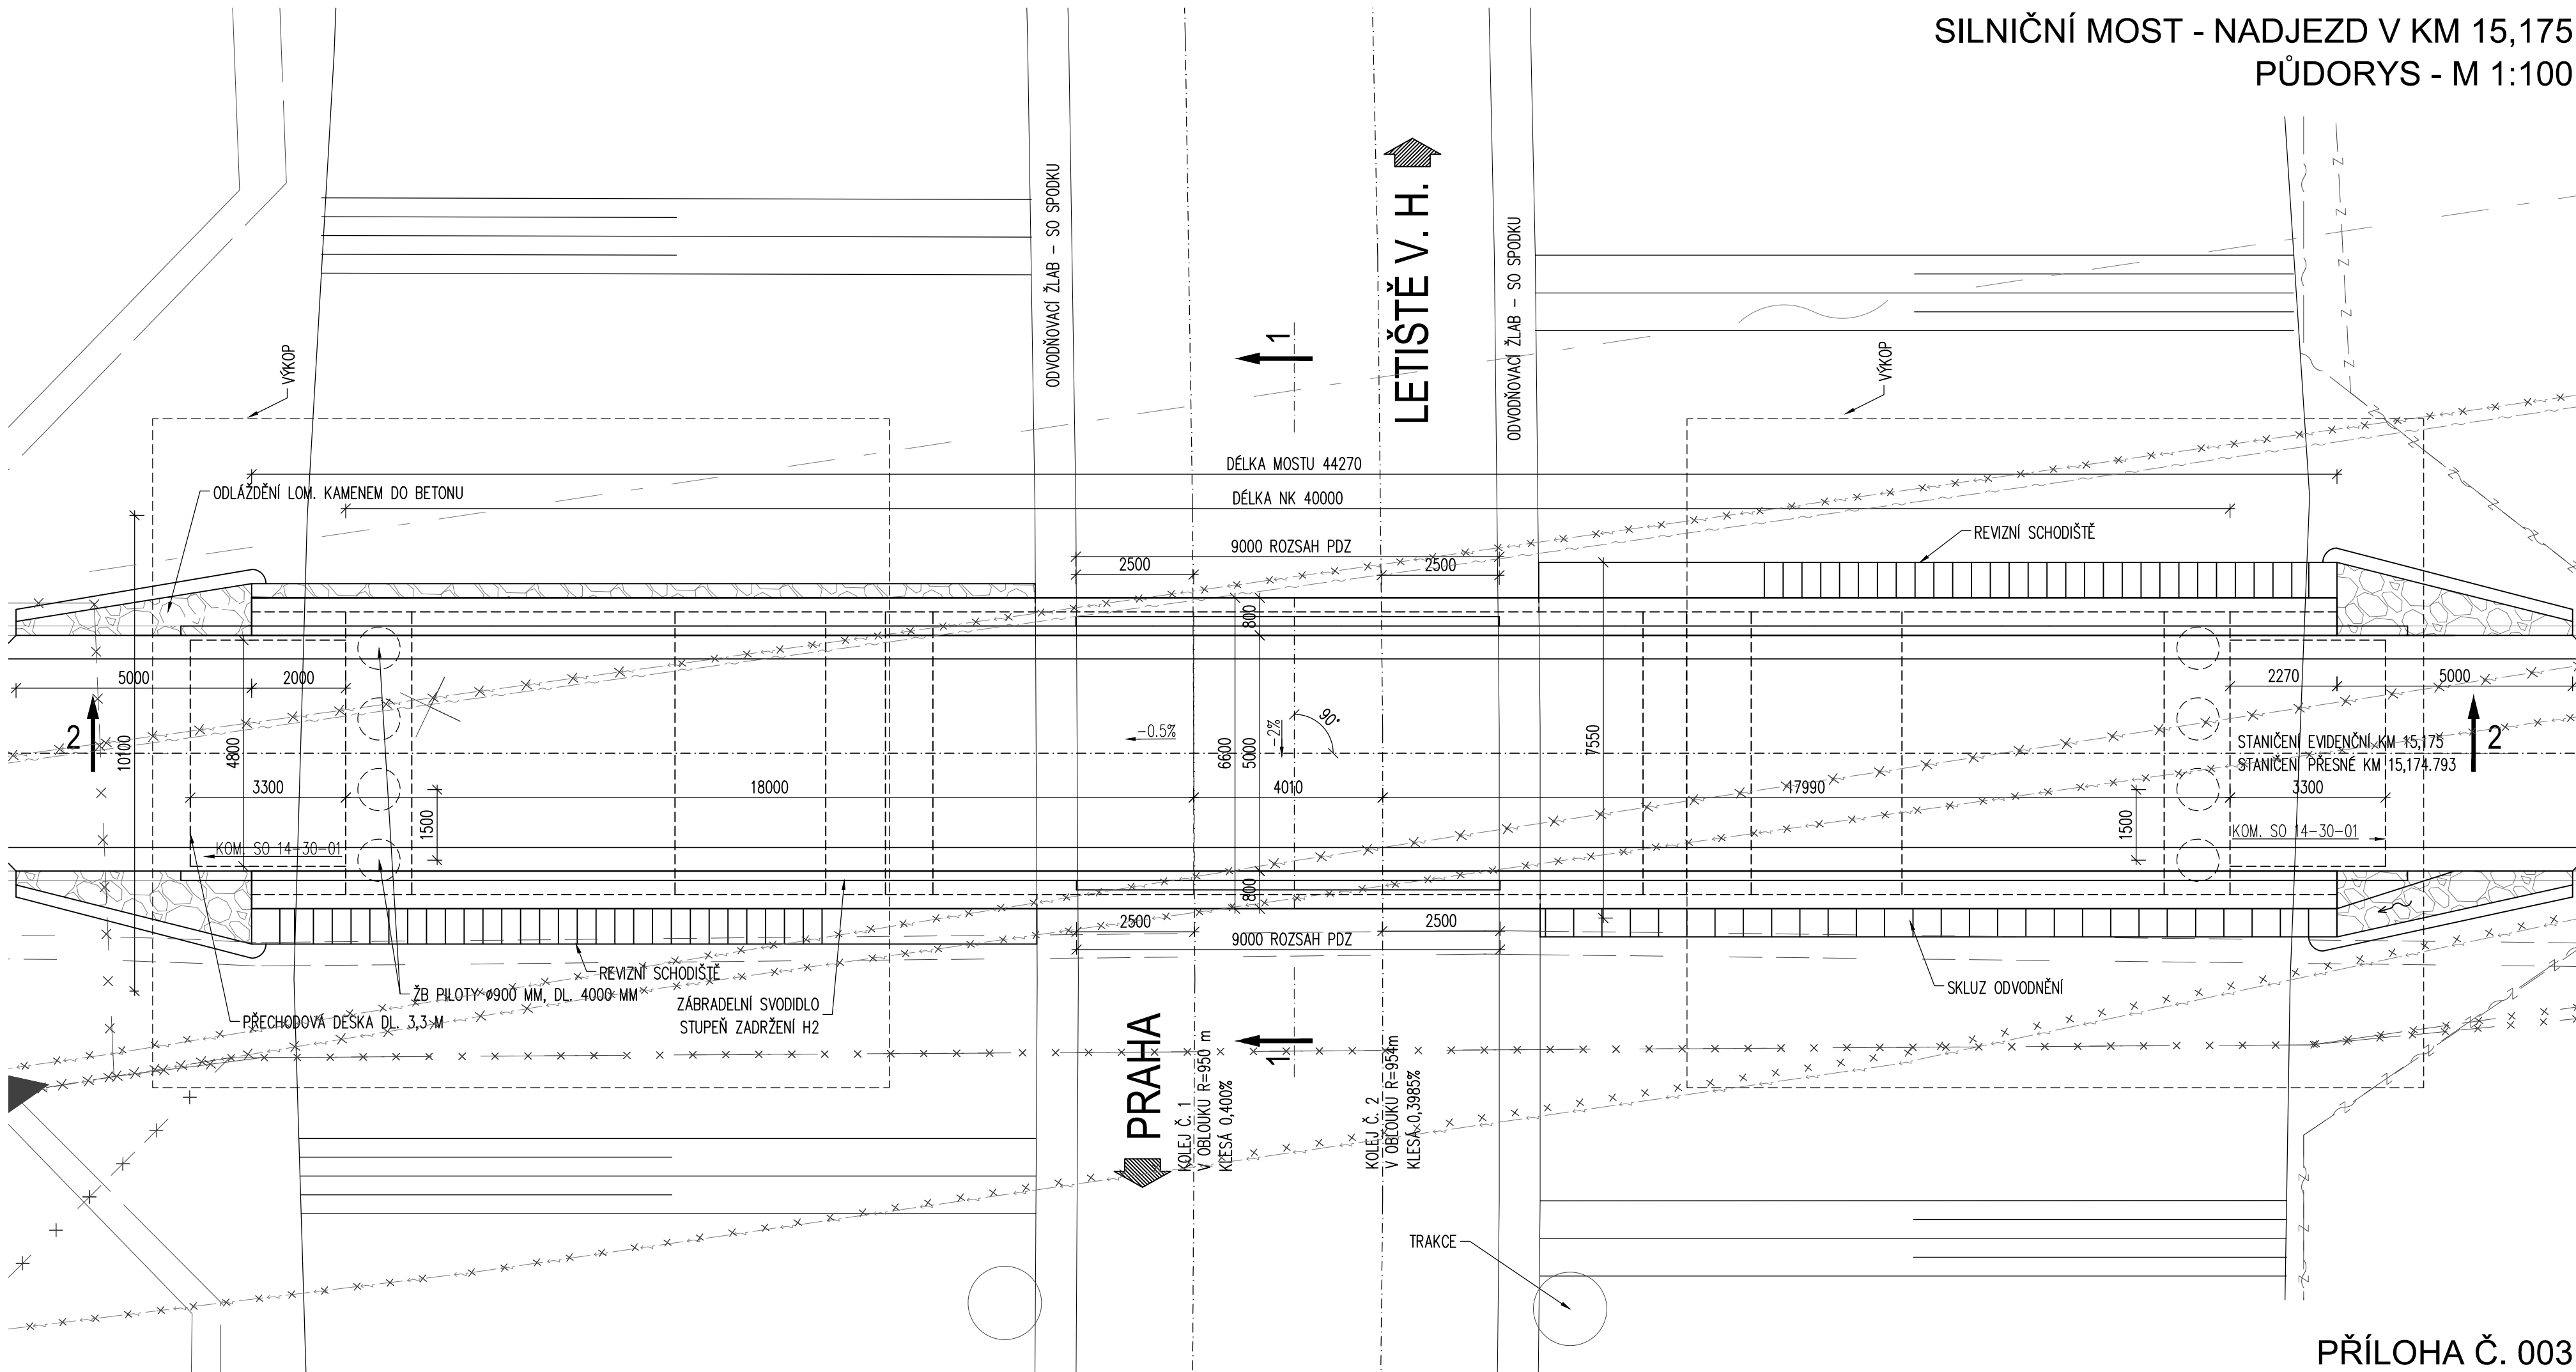 SILNIČNÍ MOST - NADJEZD V KM 15,175
PŮDORYS - M 1:100
ODVODŇOVACÍ ŽLAB - SO SPODKU
LETIŠTĚ V. H.
ODVODŇOVACÍ ŽLAB - SO SPODKU
1
VÝKOP
VÝKOP
DÉLKA MOSTU 44270
ODLÁŽDĚNÍ LOM. KAMENEM DO BETONU
DÉLKA NK 40000
REVIZNÍ SCHODIŠTĚ
9000 ROZSAH PDZ
2500
2500
800
5000
2000
2270
5000
2
10100
4800
-0.5%
6600
5000
-2%
90°
7550
STANIČENÍ EVIDENČNÍ KM 15,175
STANIČENÍ PŘESNÉ KM 15,174.793
2
3300
18000
4010
17990
3300
1500
1500
KOM. SO 14-30-01
KOM. SO 14-30-01
800
2500
2500
9000 ROZSAH PDZ
REVIZNÍ SCHODIŠTĚ
ŽB PILOTY Ø900 MM, DL. 4000 MM
ZÁBRADELNÍ SVODIDLO
STUPEŇ ZADRŽENÍ H2
SKLUZ ODVODNĚNÍ
PŘECHODOVÁ DESKA DL. 3,3 M
PRAHA
1
KOLEJ Č. 1
V OBLOUKU R=950 m
KLESÁ 0,400%
KOLEJ Č. 2
V OBLOUKU R=954m
KLESÁ 0,3985%
TRAKCE
PŘÍLOHA Č. 003